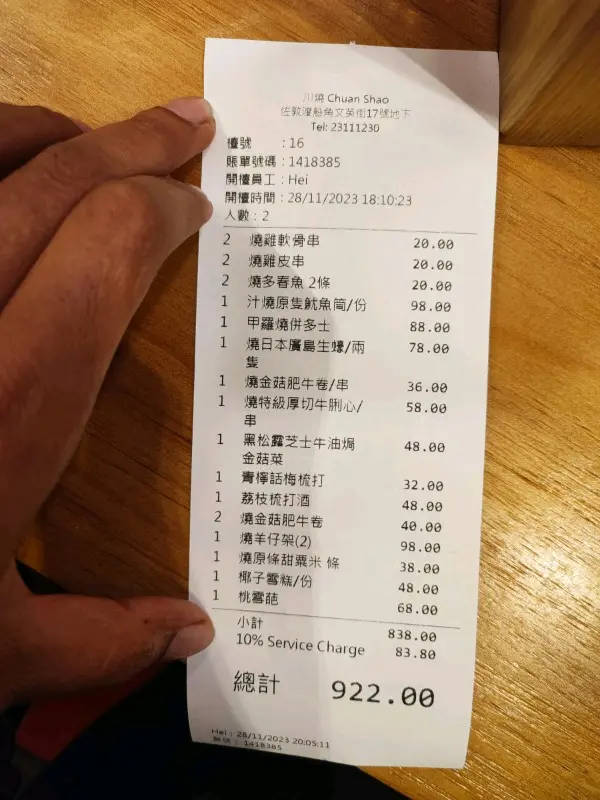 川燒 Chuan Shao
佐敦渡船角文英街17號地下
Tel: 23111230
檯號 : 16
賬單號碼 : 1418385
開檯員工 : Hei
開檯時間 : 28/11/2023 18:10:23
人數 : 2
2 燒雞軟骨串 20.00
2 燒雞皮串 20.00
2 燒多春魚 2條 20.00
1 汁燒原隻魷魚筒/份 98.00
1 甲羅燒併多士 88.00
1 燒日本廣島生蠔/兩 78.00
隻
1 燒金菇肥牛卷/串 36.00
1 燒特級厚切牛脷心/ 58.00
串
1 黑松露芝士牛油焗 48.00
金菇菜
1 青檸話梅梳打 32.00
1 荔枝梳打酒 48.00
2 燒金菇肥牛卷 40.00
1 燒羊仔架(2) 98.00
1 燒原條甜粟米 條 38.00
1 椰子雪糕/份 48.00
1 桃雪葩 68.00
小計 838.00
10% Service Charge 83.80
總計 922.00
Hei : 28/11/2023 20:05:11
單號 : 1418385